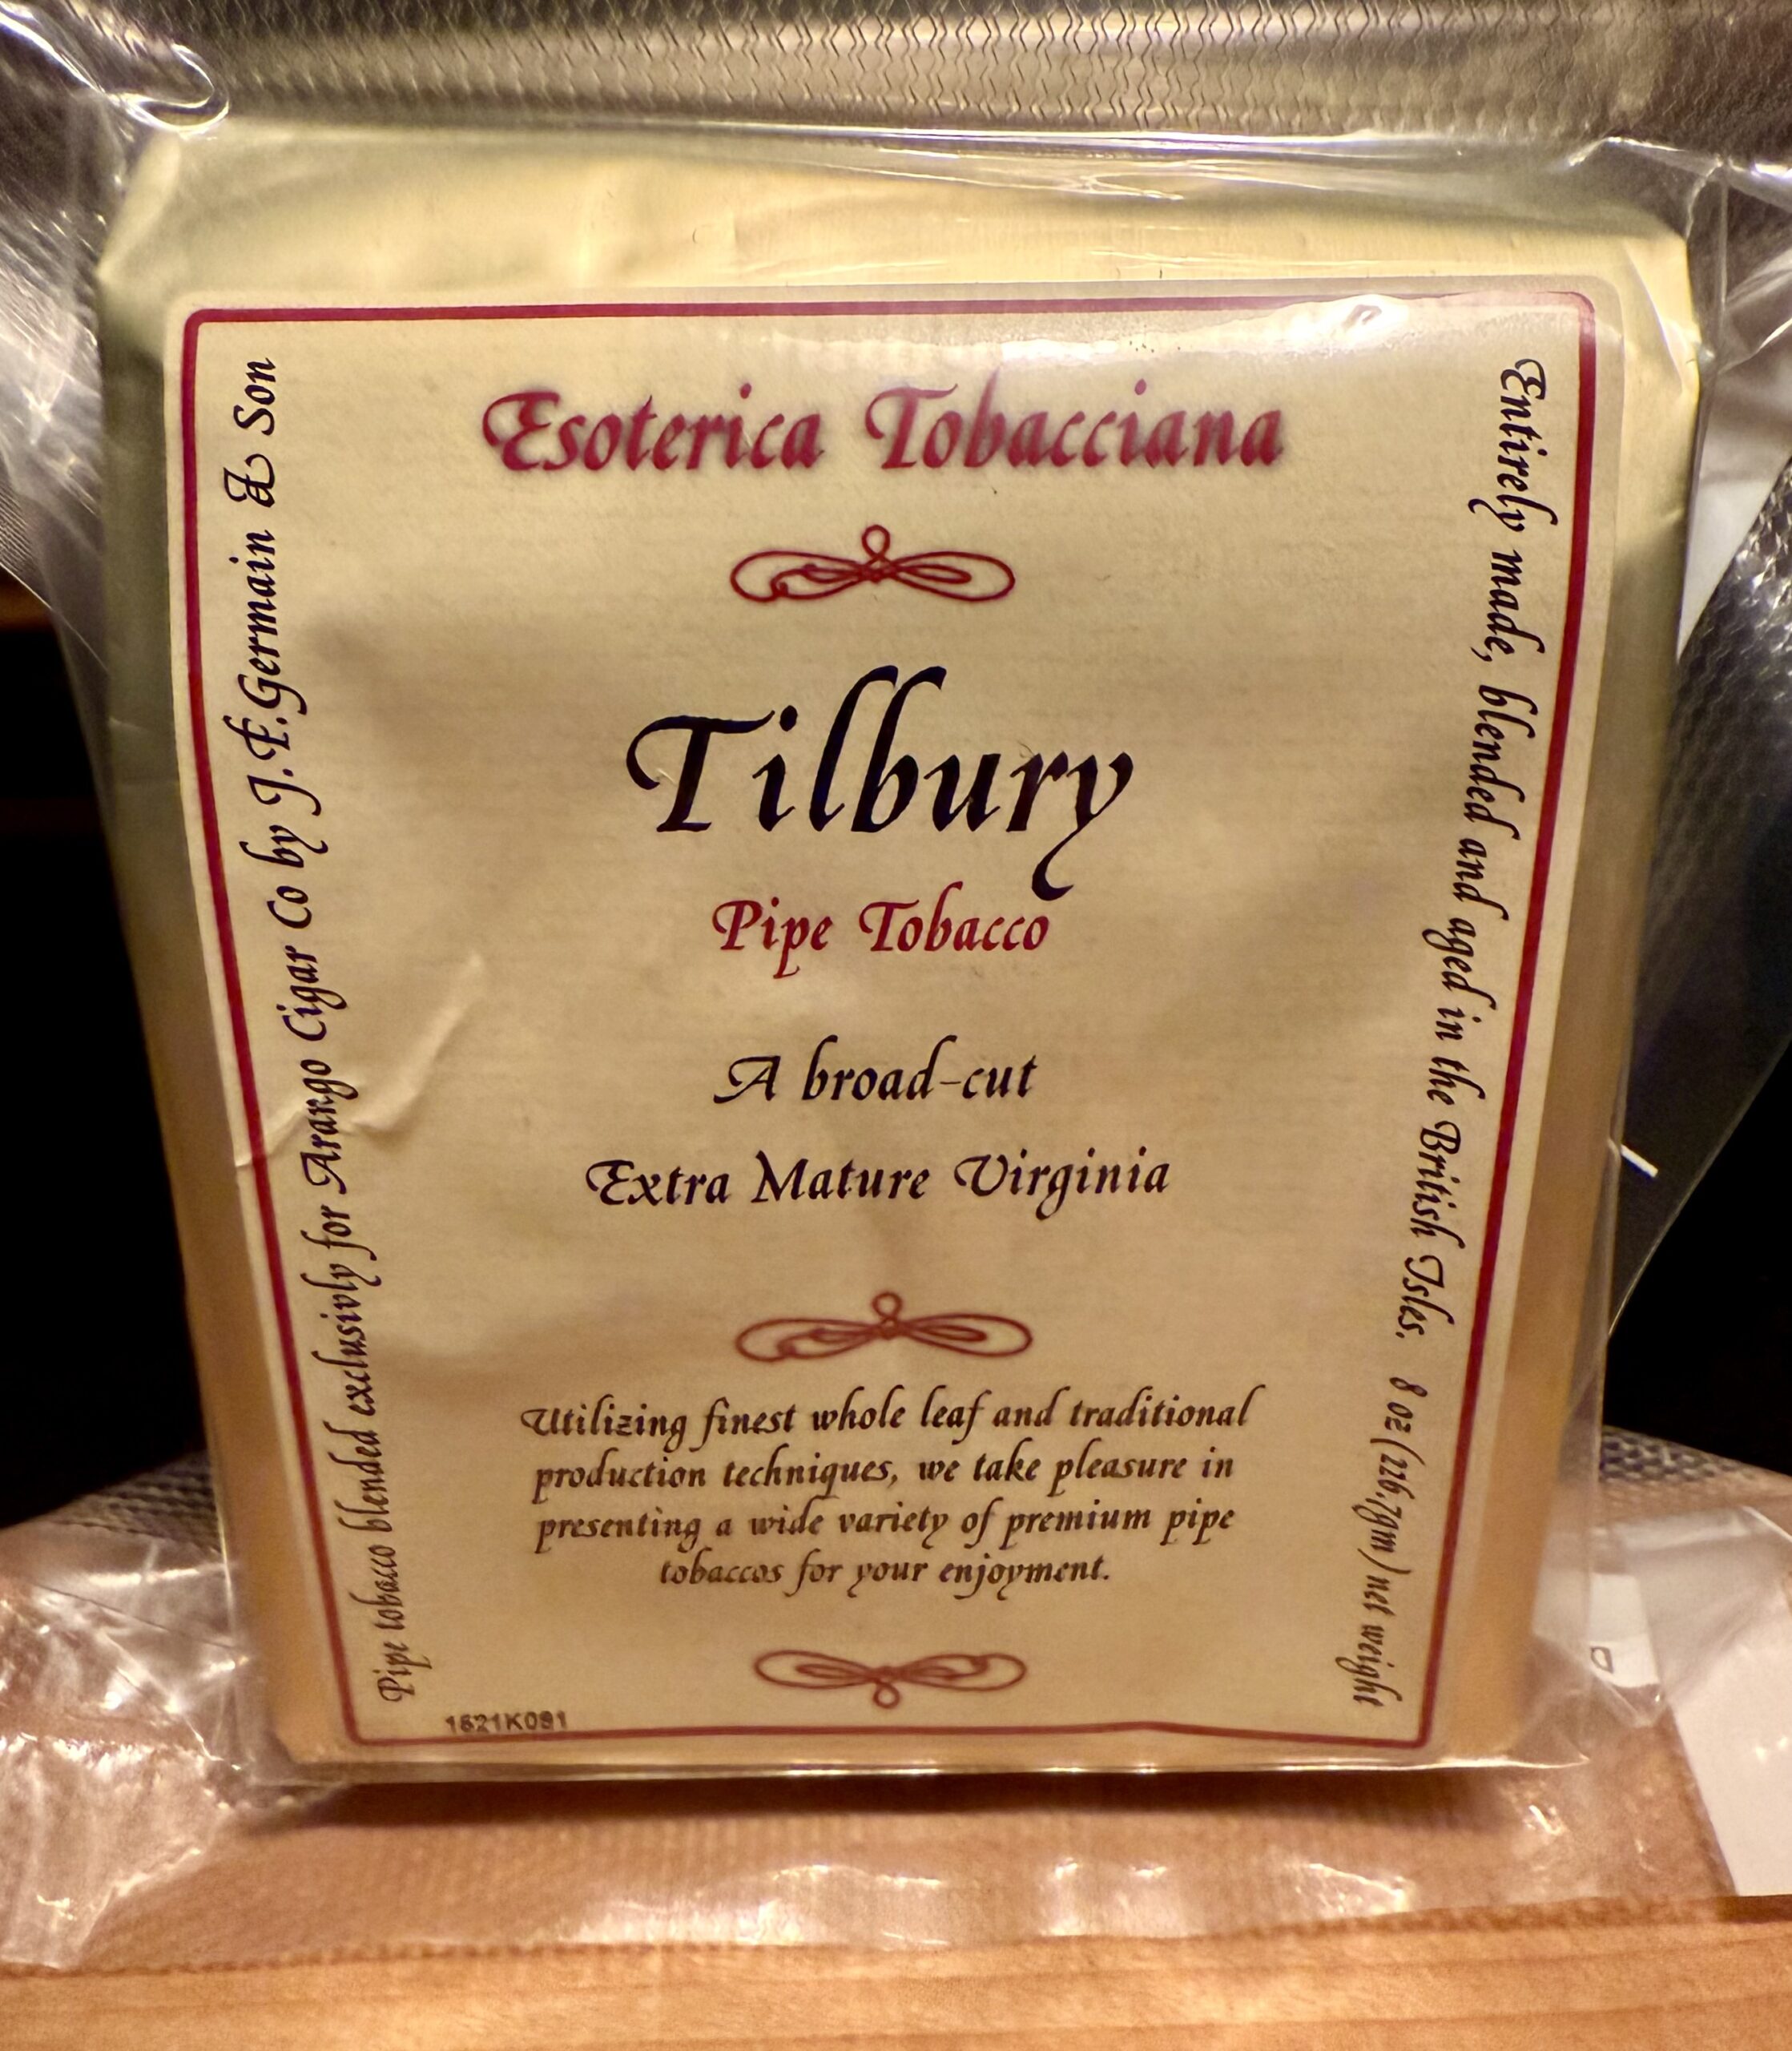 Esoterica Tobacciana
Tilbury
Pipe Tobacco
A broad-cut
Extra Mature Virginia
Utilizing finest whole leaf and traditional
production techniques, we take pleasure in
presenting a wide variety of premium pipe
tobaccos for your enjoyment.
Pipe tobacco blended exclusivly for Arango Cigar Co by J.F.Germain & Son
Entirely made, blended and aged in the British Isles. 8 oz (226.7gm) net weight
1621K091